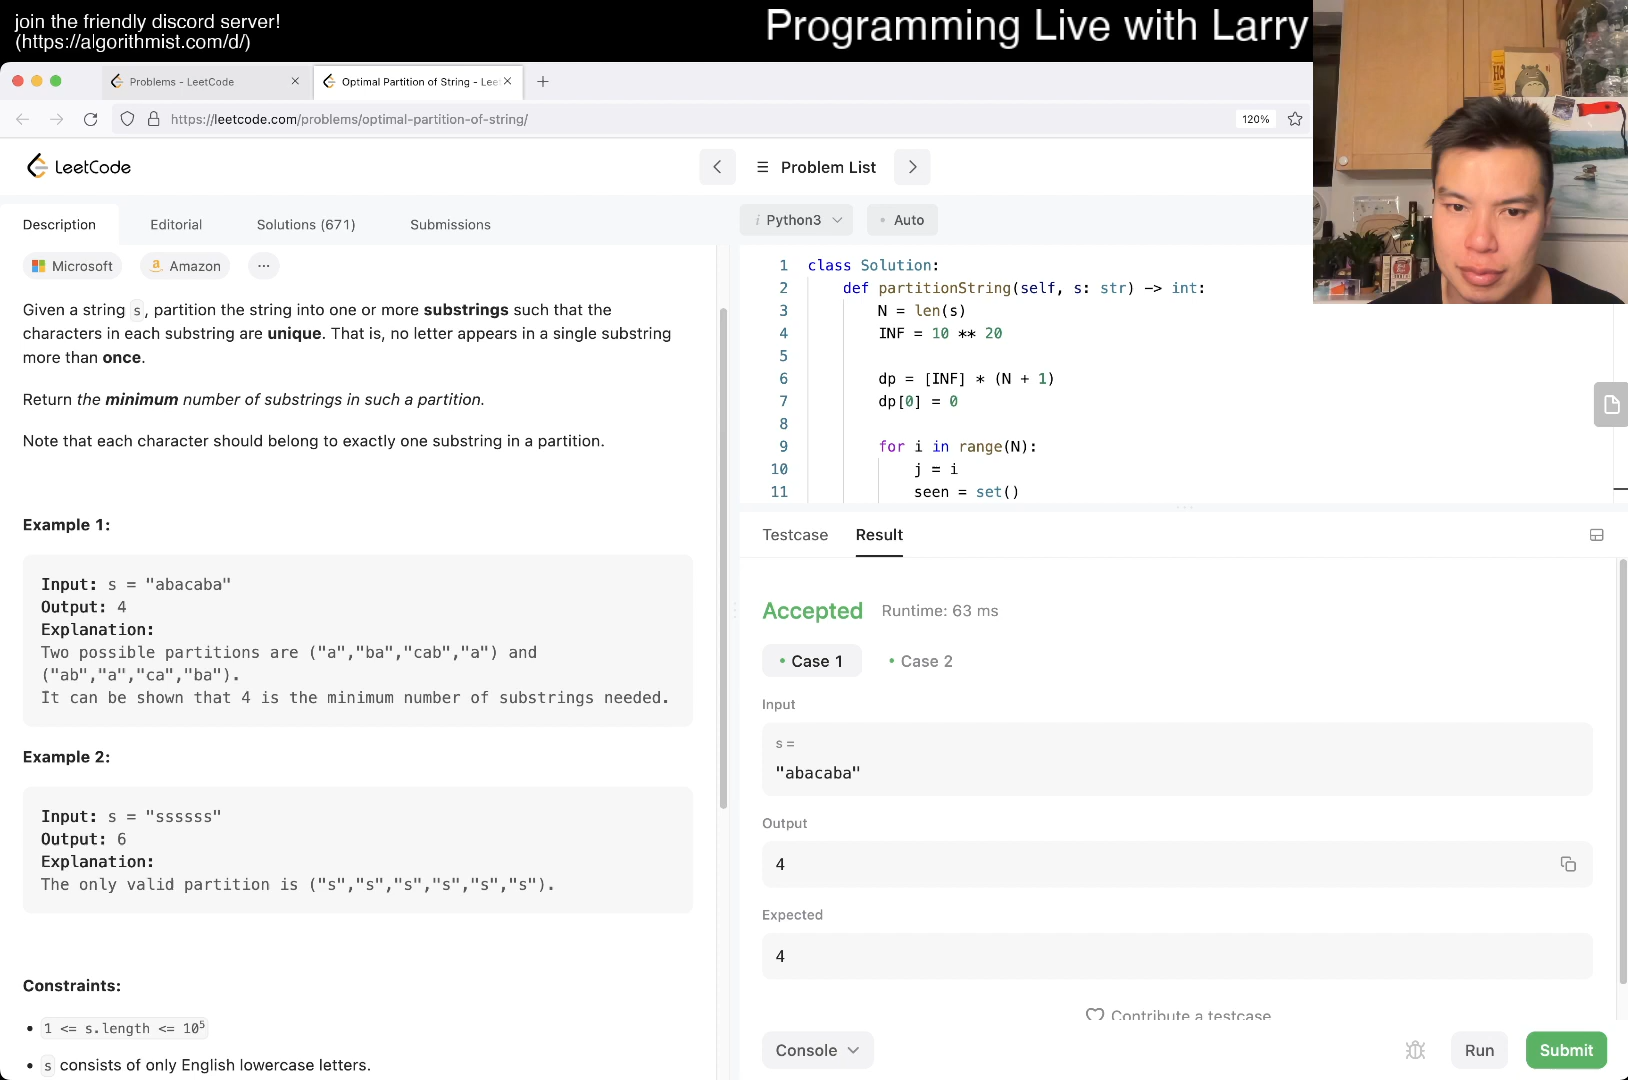 join the friendly discord server!
(https://algorithmist.com/d/)
Programming Live with Larry
Problems - LeetCode
Optimal Partition of String - Lee
https://leetcode.com/problems/optimal-partition-of-string/
120%
LeetCode
Problem List
Description
Editorial
Solutions (671)
Submissions
Microsoft
Amazon
...
Given a string s, partition the string into one or more substrings such that the
characters in each substring are unique. That is, no letter appears in a single substring
more than once.
Return the minimum number of substrings in such a partition.
Note that each character should belong to exactly one substring in a partition.
Example 1:
Input: s = "abacaba"
Output: 4
Explanation:
Two possible partitions are ("a","ba","cab","a") and
("ab","a","ca","ba").
It can be shown that 4 is the minimum number of substrings needed.
Example 2:
Input: s = "ssssss"
Output: 6
Explanation:
The only valid partition is ("s","s","s","s","s","s").
Constraints:
• 1 <= s.length <= 10⁵
• s consists of only English lowercase letters.
i Python3
• Auto
1 class Solution:
2 def partitionString(self, s: str) -> int:
3 N = len(s)
4 INF = 10 ** 20
5
6 dp = [INF] * (N + 1)
7 dp[0] = 0
8
9 for i in range(N):
10 j = i
11 seen = set()
Testcase
Result
Accepted
Runtime: 63 ms
• Case 1
• Case 2
Input
s =
"abacaba"
Output
4
Expected
4
Contribute a testcase
Console
Run
Submit